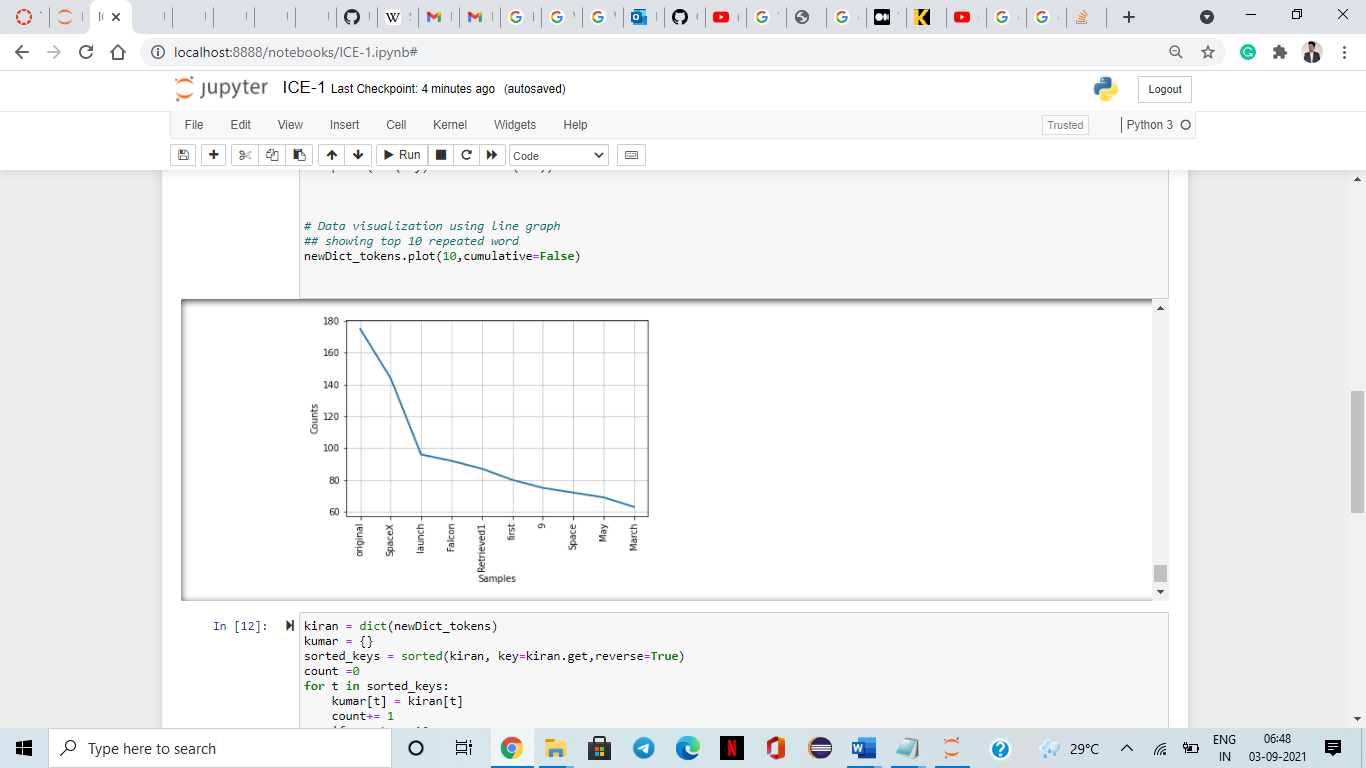 localhost:8888/notebooks/ICE-1.ipynb#
jupyter ICE-1 Last Checkpoint: 4 minutes ago (autosaved)
Logout
File Edit View Insert Cell Kernel Widgets Help
Trusted Python 3
Run Code
# Data visualization using line graph
## showing top 10 repeated word
newDict_tokens.plot(10,cumulative=False)
180
160
140
120
100
80
60
Counts
original SpaceX launch Falcon Retrieved1 first 9 Space May March
Samples
In [12]:
kiran = dict(newDict_tokens)
kumar = {}
sorted_keys = sorted(kiran, key=kiran.get,reverse=True)
count =0
for t in sorted_keys:
kumar[t] = kiran[t]
count+= 1
Type here to search
29°C
ENG
IN
06:48
03-09-2021